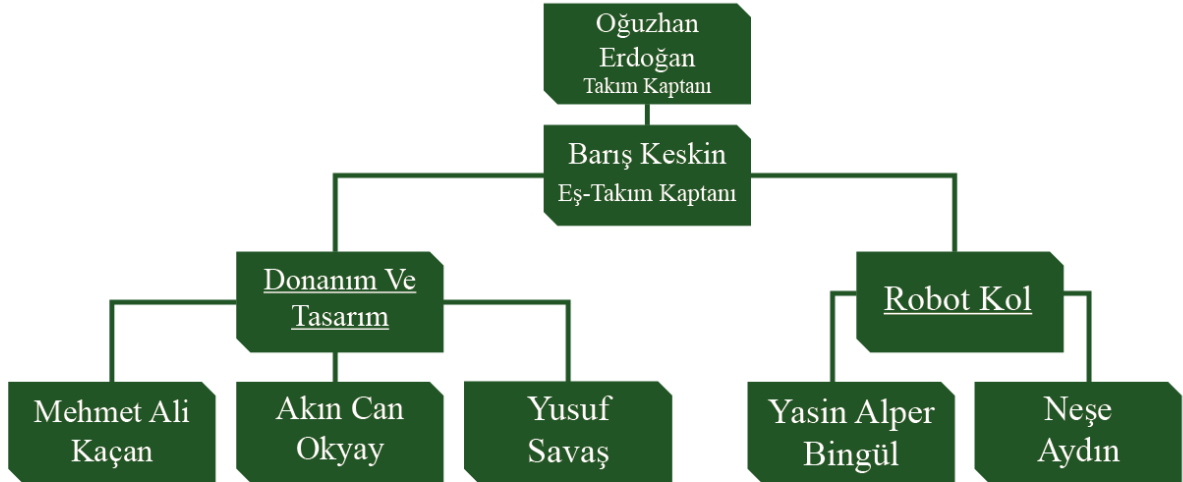 Oğuzhan
Erdoğan
Takım Kaptanı
Barış Keskin
Eş-Takım Kaptanı
Donanım Ve
Tasarım
Robot Kol
Mehmet Ali
Kaçan
Akın Can
Okyay
Yusuf
Savaş
Yasin Alper
Bingül
Neşe
Aydın